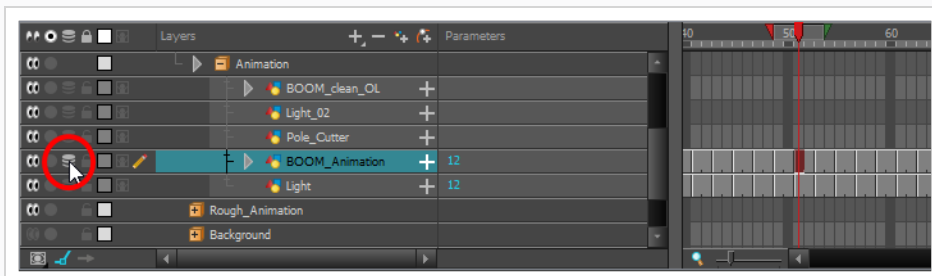 Layers Parameters 40 50 60
Animation
BOOM_clean_OL
Light_02
Pole_Cutter
BOOM_Animation 12
Light 12
Rough_Animation
Background